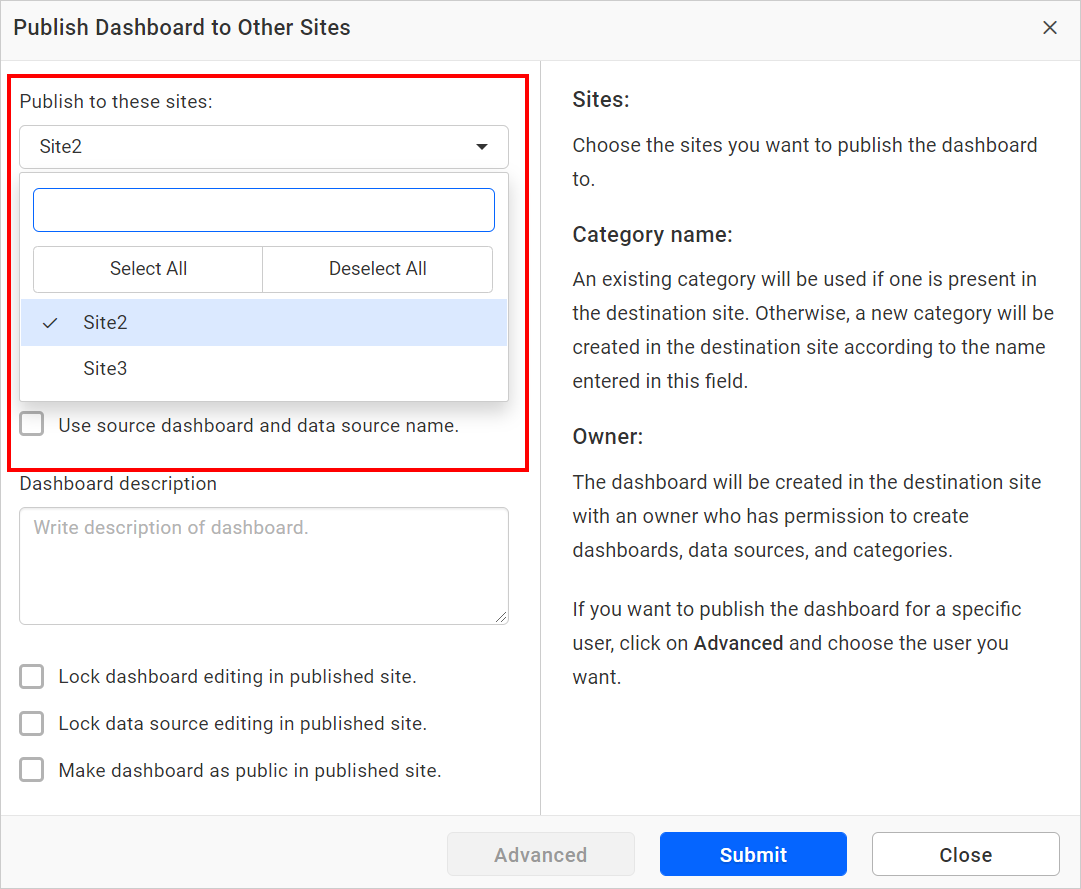 Publish Dashboard to Other Sites
Publish to these sites:
Site2
Select All
Deselect All
Site2
Site3
Use source dashboard and data source name.
Dashboard description
Write description of dashboard.
Lock dashboard editing in published site.
Lock data source editing in published site.
Make dashboard as public in published site.
Sites:
Choose the sites you want to publish the dashboard
to.
Category name:
An existing category will be used if one is present in
the destination site. Otherwise, a new category will be
created in the destination site according to the name
entered in this field.
Owner:
The dashboard will be created in the destination site
with an owner who has permission to create
dashboards, data sources, and categories.
If you want to publish the dashboard for a specific
user, click on Advanced and choose the user you
want.
Advanced
Submit
Close